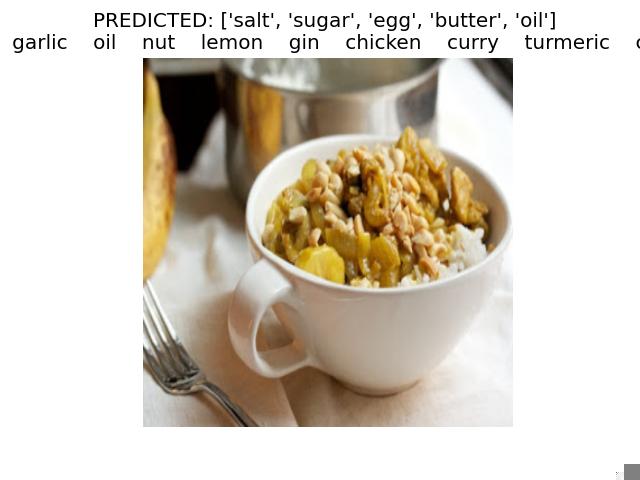 PREDICTED: ['salt', 'sugar', 'egg', 'butter', 'oil']
garlic oil nut lemon gin chicken curry turmeric